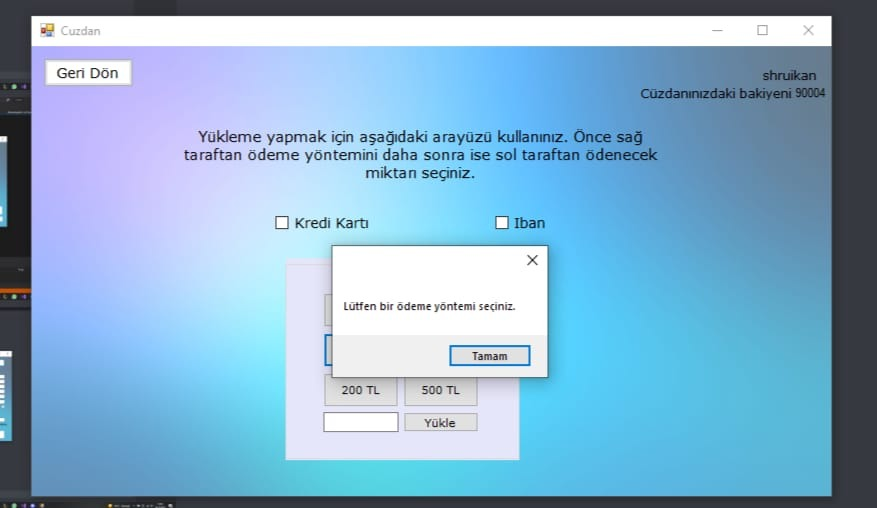 Cuzdan
Geri Dön
shruikan
Cüzdanınızdaki bakiyeni 90004
Yükleme yapmak için aşağıdaki arayüzü kullanınız. Önce sağ
taraftan ödeme yöntemini daha sonra ise sol taraftan ödenecek
miktarı seçiniz.
Kredi Kartı
Iban
Lütfen bir ödeme yöntemi seçiniz.
Tamam
200 TL
500 TL
Yükle